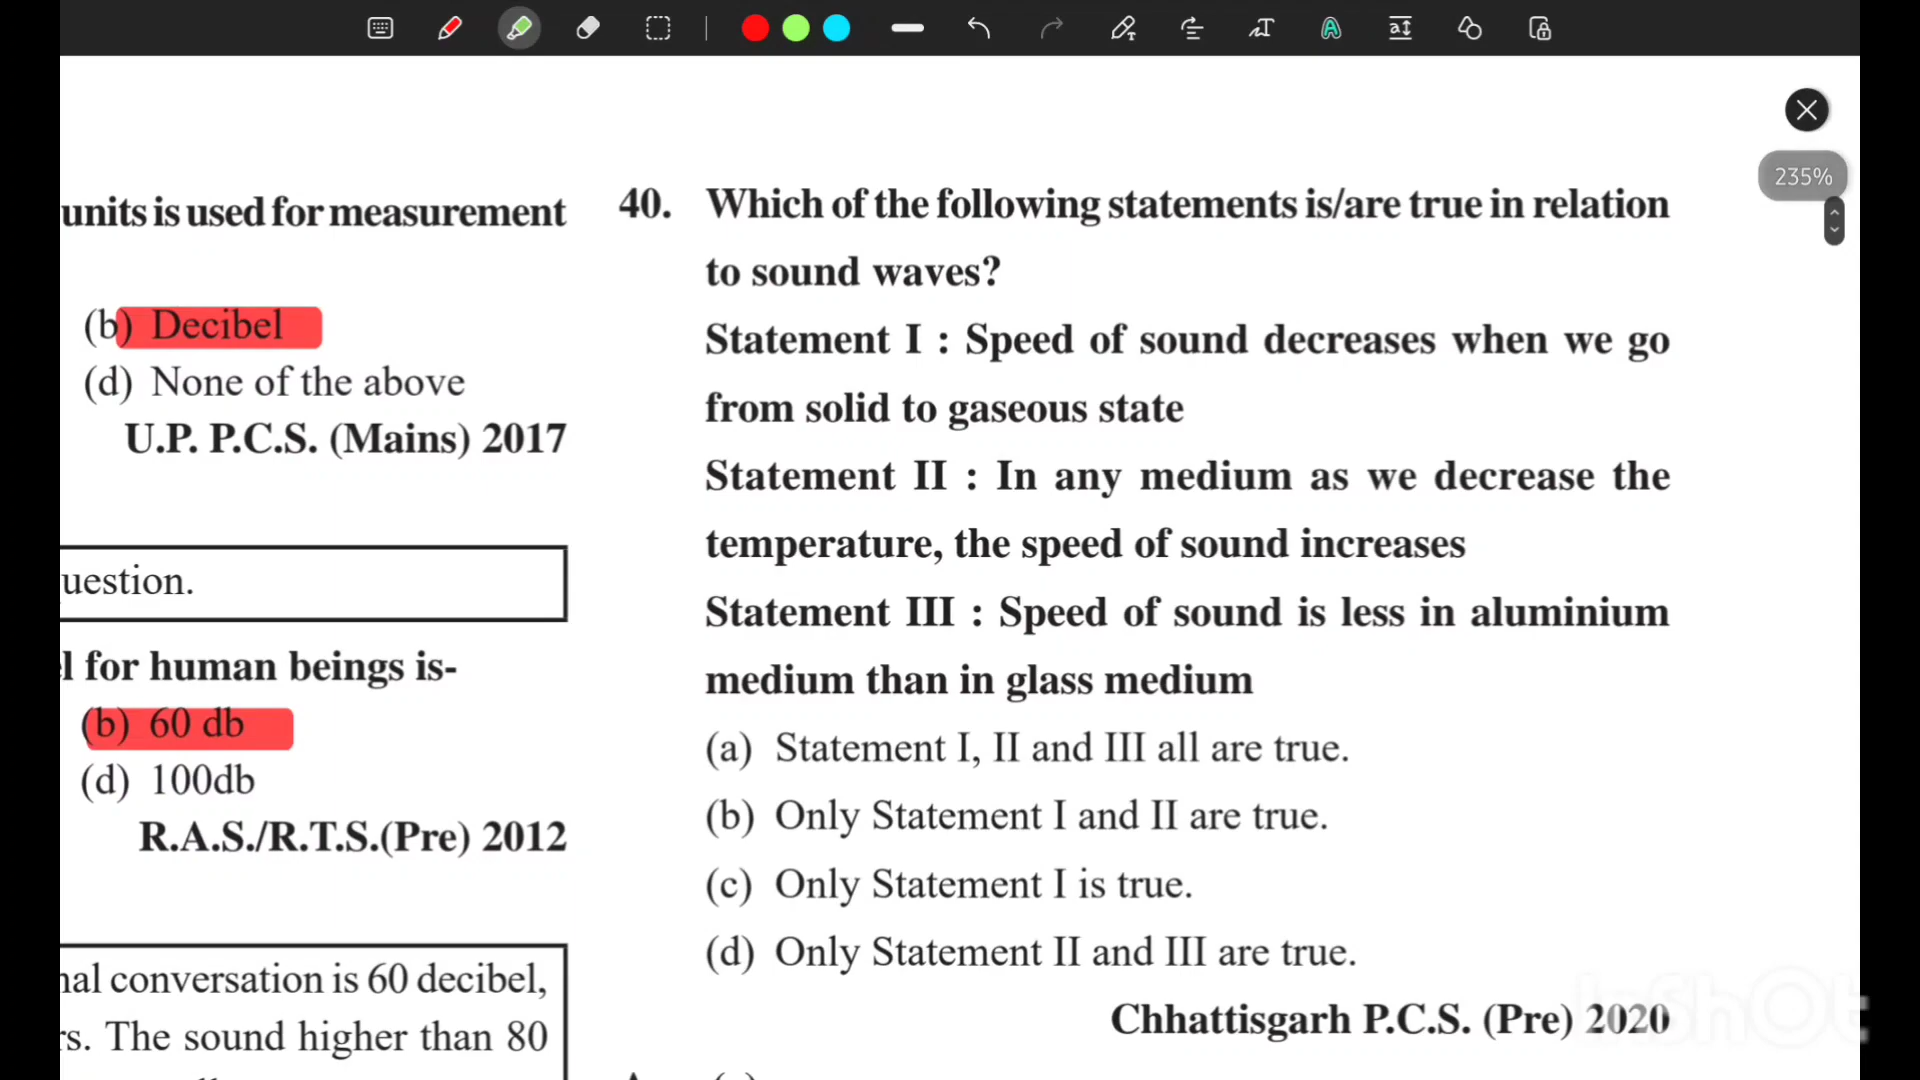 235%
units is used for measurement
(b) Decibel
(d) None of the above
U.P. P.C.S. (Mains) 2017
uestion.
l for human beings is-
(b) 60 db
(d) 100db
R.A.S./R.T.S.(Pre) 2012
nal conversation is 60 decibel,
rs. The sound higher than 80
40. Which of the following statements is/are true in relation
to sound waves?
Statement I : Speed of sound decreases when we go
from solid to gaseous state
Statement II : In any medium as we decrease the
temperature, the speed of sound increases
Statement III : Speed of sound is less in aluminium
medium than in glass medium
(a) Statement I, II and III all are true.
(b) Only Statement I and II are true.
(c) Only Statement I is true.
(d) Only Statement II and III are true.
Chhattisgarh P.C.S. (Pre) 2020
InShOt